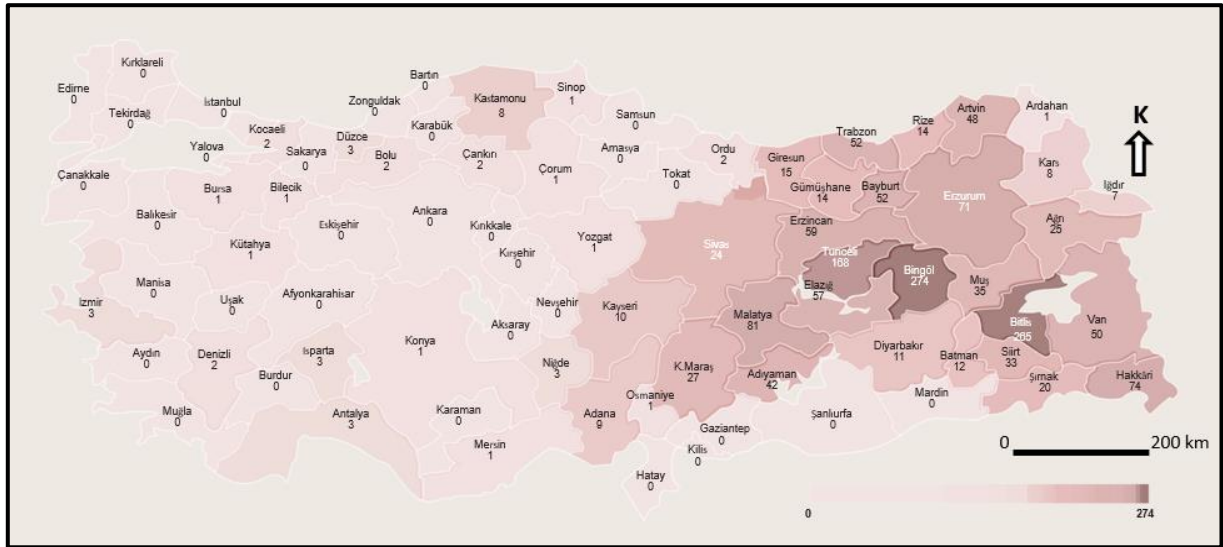 Kırklareli
0
Edirne
0
Tekirdağ
0
İstanbul
0
Yalova
0
Kocaeli
2
Sakarya
0
Düzce
3
Bolu
2
Zonguldak
0
Bartın
0
Karabük
0
Kastamonu
8
Sinop
1
Samsun
0
Çankırı
2
Çorum
1
Amasya
0
Tokat
0
Ordu
2
Giresun
15
Gümüşhane
14
Trabzon
52
Bayburt
52
Rize
14
Artvin
48
Ardahan
1
K
Kars
8
Iğdır
7
Çanakkale
0
Balıkesir
0
Bursa
1
Bilecik
1
Kütahya
1
Eskişehir
0
Ankara
0
Kırıkkale
0
Kırşehir
0
Yozgat
1
Sivas
24
Erzincan
59
Erzurum
71
Ağrı
25
Tunceli
168
Bingöl
274
Elazığ
57
Muş
35
Bitlis
265
Van
50
İzmir
3
Manisa
0
Uşak
0
Afyonkarahisar
0
Nevşehir
0
Aksaray
0
Kayseri
10
Malatya
81
Diyarbakır
11
Batman
12
Siirt
33
Şırnak
20
Hakkâri
74
Aydın
0
Denizli
2
Burdur
0
Isparta
3
Konya
1
Niğde
3
K.Maraş
27
Adıyaman
42
Mardin
0
Muğla
0
Antalya
3
Karaman
0
Mersin
1
Adana
9
Osmaniye
1
Gaziantep
0
Kilis
0
Şanlıurfa
0
Hatay
0
0 200 km
0 274